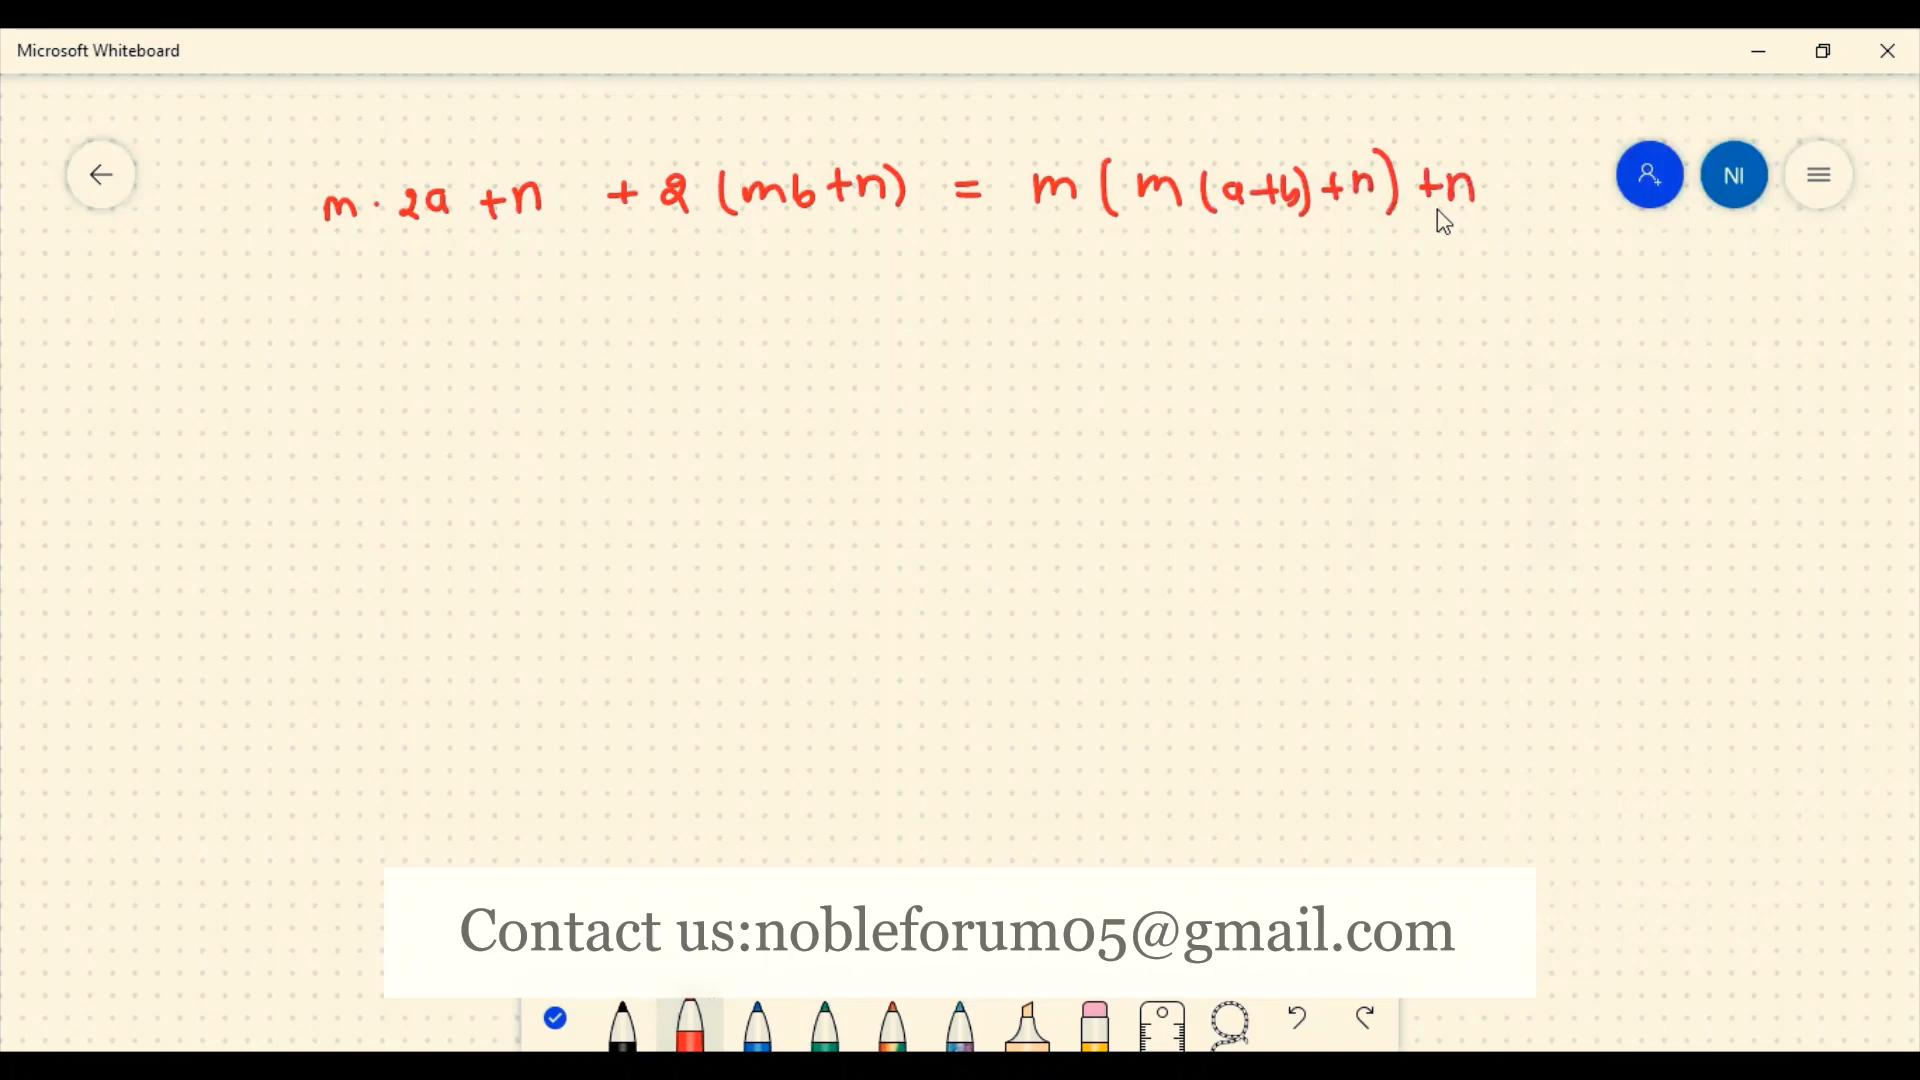 Microsoft Whiteboard
NI
m · 2a + n + 2 (mb + n) = m (m (a+b) + n) + n
Contact us:nobleforum05@gmail.com